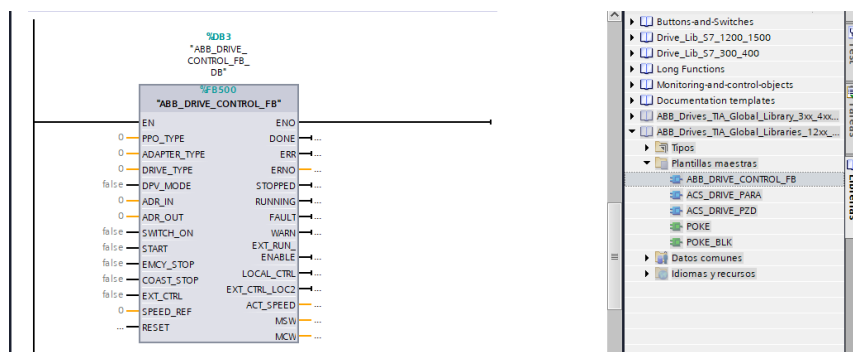 %DB3
"ABB_DRIVE_
CONTROL_FB_
DB"
%FB500
"ABB_DRIVE_CONTROL_FB"
EN ENO
0 PPO_TYPE DONE ...
0 ADAPTER_TYPE ERR ...
0 DRIVE_TYPE ERNO ...
false DPV_MODE STOPPED ...
0 ADR_IN RUNNING ...
0 ADR_OUT FAULT ...
false SWITCH_ON WARN ...
false START EXT_RUN_
ENABLE ...
false EMCY_STOP LOCAL_CTRL ...
false COAST_STOP EXT_CTRL_LOC2 ...
false EXT_CTRL ACT_SPEED ...
0 SPEED_REF MSW ...
... RESET MCW ...
Buttons-and-Switches
Drive_Lib_S7_1200_1500
Drive_Lib_S7_300_400
Long Functions
Monitoring-and-control-objects
Documentation templates
ABB_Drives_TIA_Global_Library_3xx_4xx...
ABB_Drives_TIA_Global_Libraries_12xx_...
Tipos
Plantillas maestras
ABB_DRIVE_CONTROL_FB
ACS_DRIVE_PARA
ACS_DRIVE_PZD
POKE
POKE_BLK
Datos comunes
Idiomas y recursos